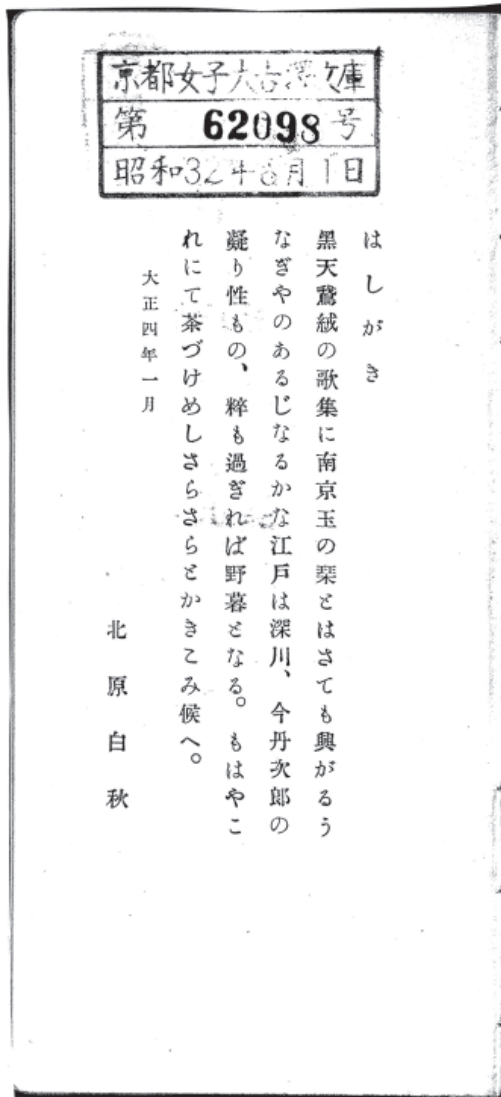 京都女子大吉澤文庫
第 62098 号
昭和32年8月1日
はしがき
黒天鵞絨の歌集に南京玉の栞とはさても興がるう
なぎやのあるじなるかな江戸は深川、今丹次郎の
凝り性もの、粋も過ぎれば野暮となる。もはやこ
れにて茶づけめしさらさらとかきこみ候へ。
大正四年一月
北原白秋